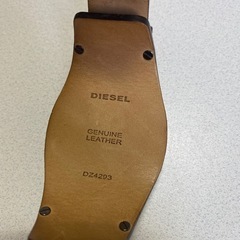 DIESEL
GENUINE
LEATHER
DZ4293